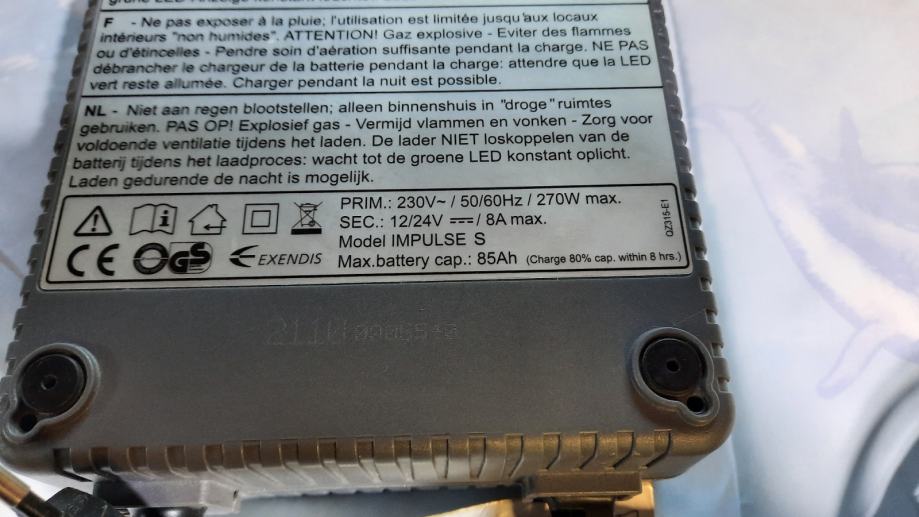 F - Ne pas exposer à la pluie; l'utilisation est limitée jusqu'aux locaux
intérieurs "non humides". ATTENTION! Gaz explosive - Eviter des flammes
ou d'étincelles - Pendre soin d'aération suffisante pendant la charge. NE PAS
débrancher le chargeur de la batterie pendant la charge: attendre que la LED
vert reste allumée. Charger pendant la nuit est possible.
NL - Niet aan regen blootstellen; alleen binnenshuis in "droge" ruimtes
gebruiken. PAS OP! Explosief gas - Vermijd vlammen en vonken - Zorg voor
voldoende ventilatie tijdens het laden. De lader NIET loskoppelen van de
batterij tijdens het laadproces: wacht tot de groene LED konstant oplicht.
Laden gedurende de nacht is mogelijk.
PRIM.: 230V~ / 50/60Hz / 270W max.
SEC.: 12/24V / 8A max.
Model IMPULSE S
Max.battery cap.: 85Ah (Charge 80% cap. within 8 hrs.)
CE GS EXENDIS
QZ315-E1